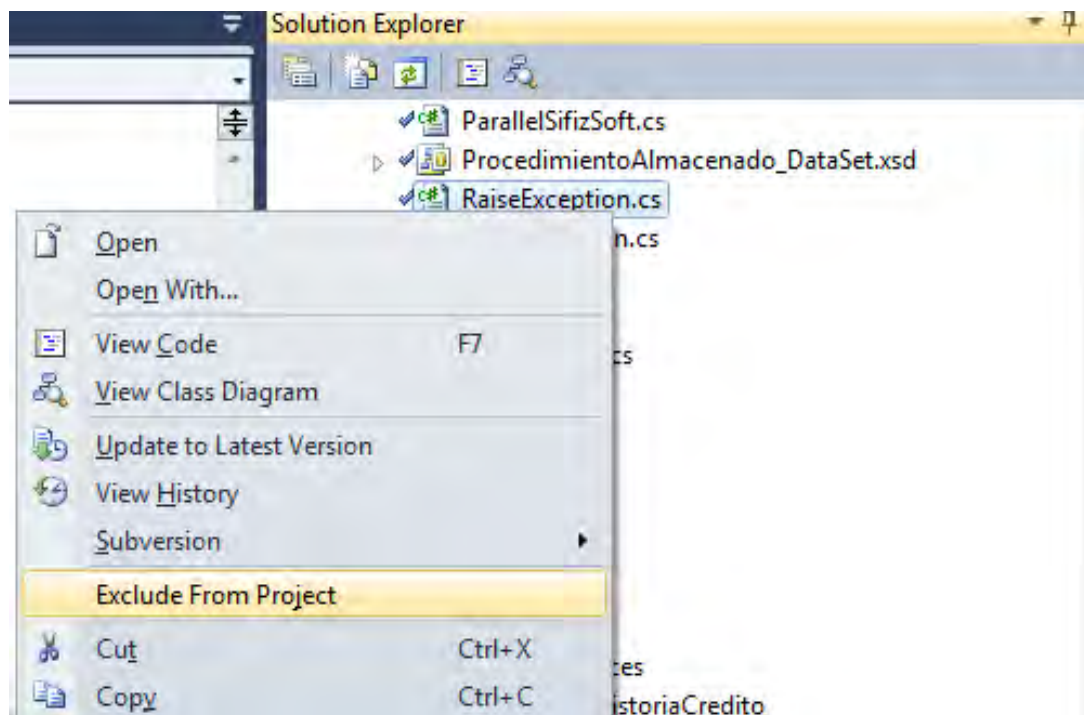 Solution Explorer
ParallelSifizSoft.cs
ProcedimientoAlmacenado_DataSet.xsd
RaiseException.cs
n.cs
Open
Open With...
View Code F7
cs
View Class Diagram
Update to Latest Version
View History
Subversion
Exclude From Project
Cut Ctrl+X
ces
Copy Ctrl+C
istoriaCredito